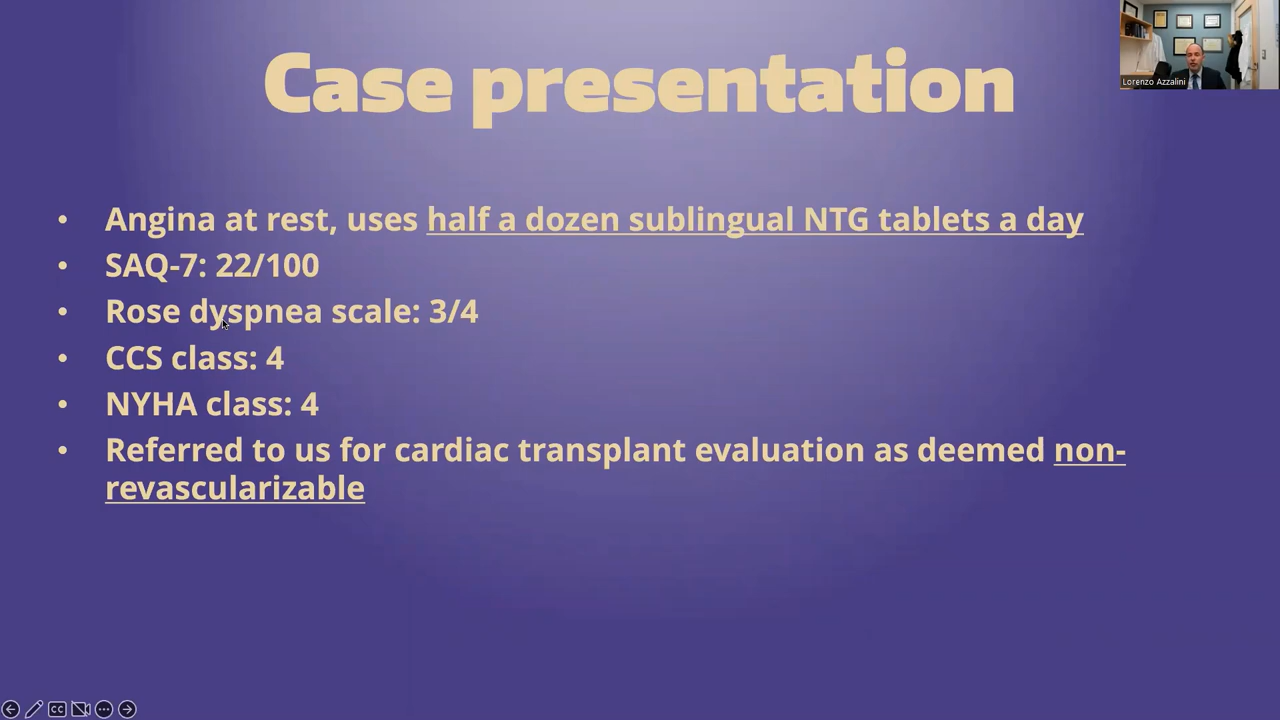 Case presentation
Lorenzo Azzalini
• Angina at rest, uses half a dozen sublingual NTG tablets a day
• SAQ-7: 22/100
• Rose dyspnea scale: 3/4
• CCS class: 4
• NYHA class: 4
• Referred to us for cardiac transplant evaluation as deemed non-
revascularizable
CC